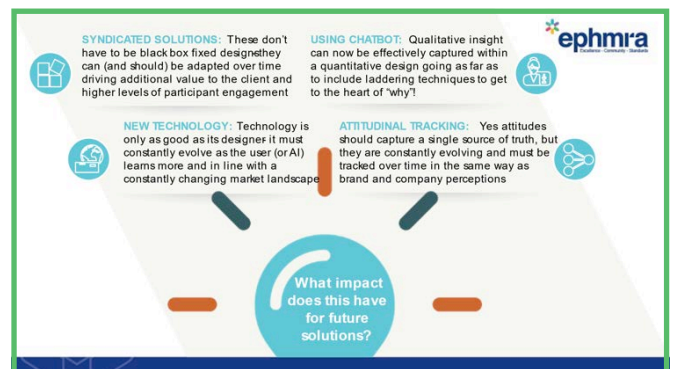 SYNDICATED SOLUTIONS: These don't
have to be black box fixed designs-they
can (and should) be adapted over time
driving additional value to the client and
higher levels of participant engagement
USING CHATBOT: Qualitative insight
can now be effectively captured within
a quantitative design going as far as
to include laddering techniques to get
to the heart of "why"!
ephmra
Excellence - Community - Standards
NEW TECHNOLOGY: Technology is
only as good as its designer- it must
constantly evolve as the user (or AI)
learns more and in line with a
constantly changing market landscape
ATTITUDINAL TRACKING: Yes attitudes
should capture a single source of truth, but
they are constantly evolving and must be
tracked over time in the same way as
brand and company perceptions
What impact
does this have
for future
solutions?